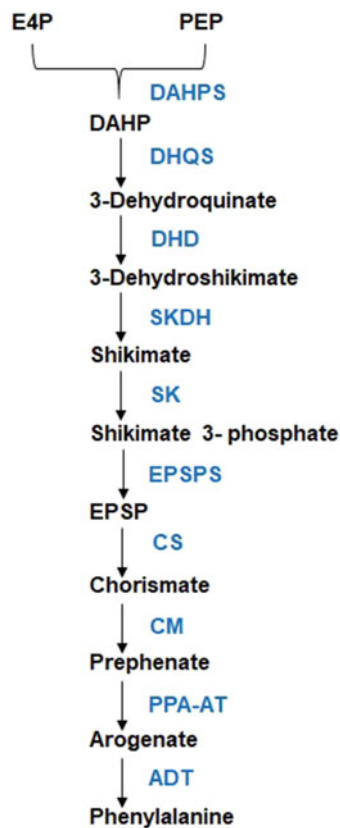 E4P PEP
DAHPS
DAHP
DHQS
3-Dehydroquinate
DHD
3-Dehydroshikimate
SKDH
Shikimate
SK
Shikimate 3- phosphate
EPSPS
EPSP
CS
Chorismate
CM
Prephenate
PPA-AT
Arogenate
ADT
Phenylalanine